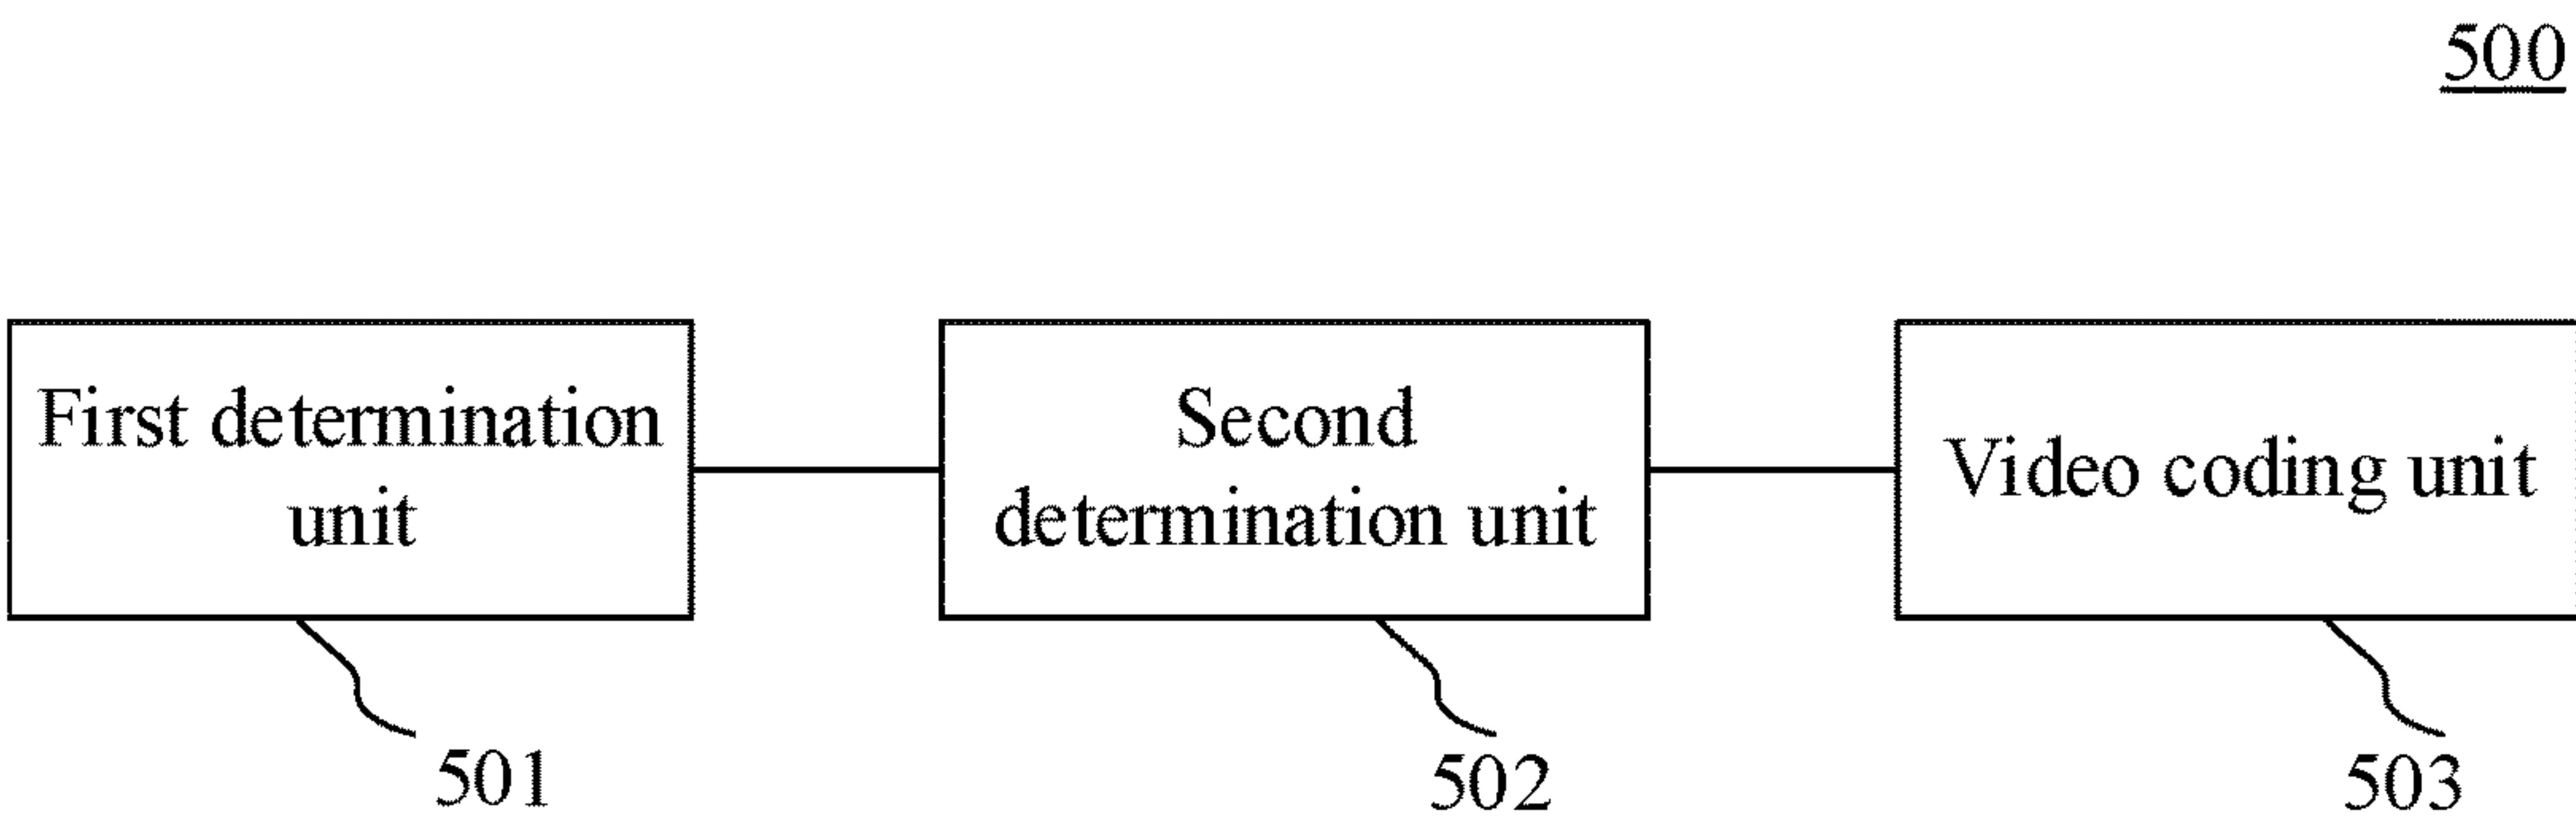 500
First determination
unit
Second
determination unit
Video coding unit
501
502
503